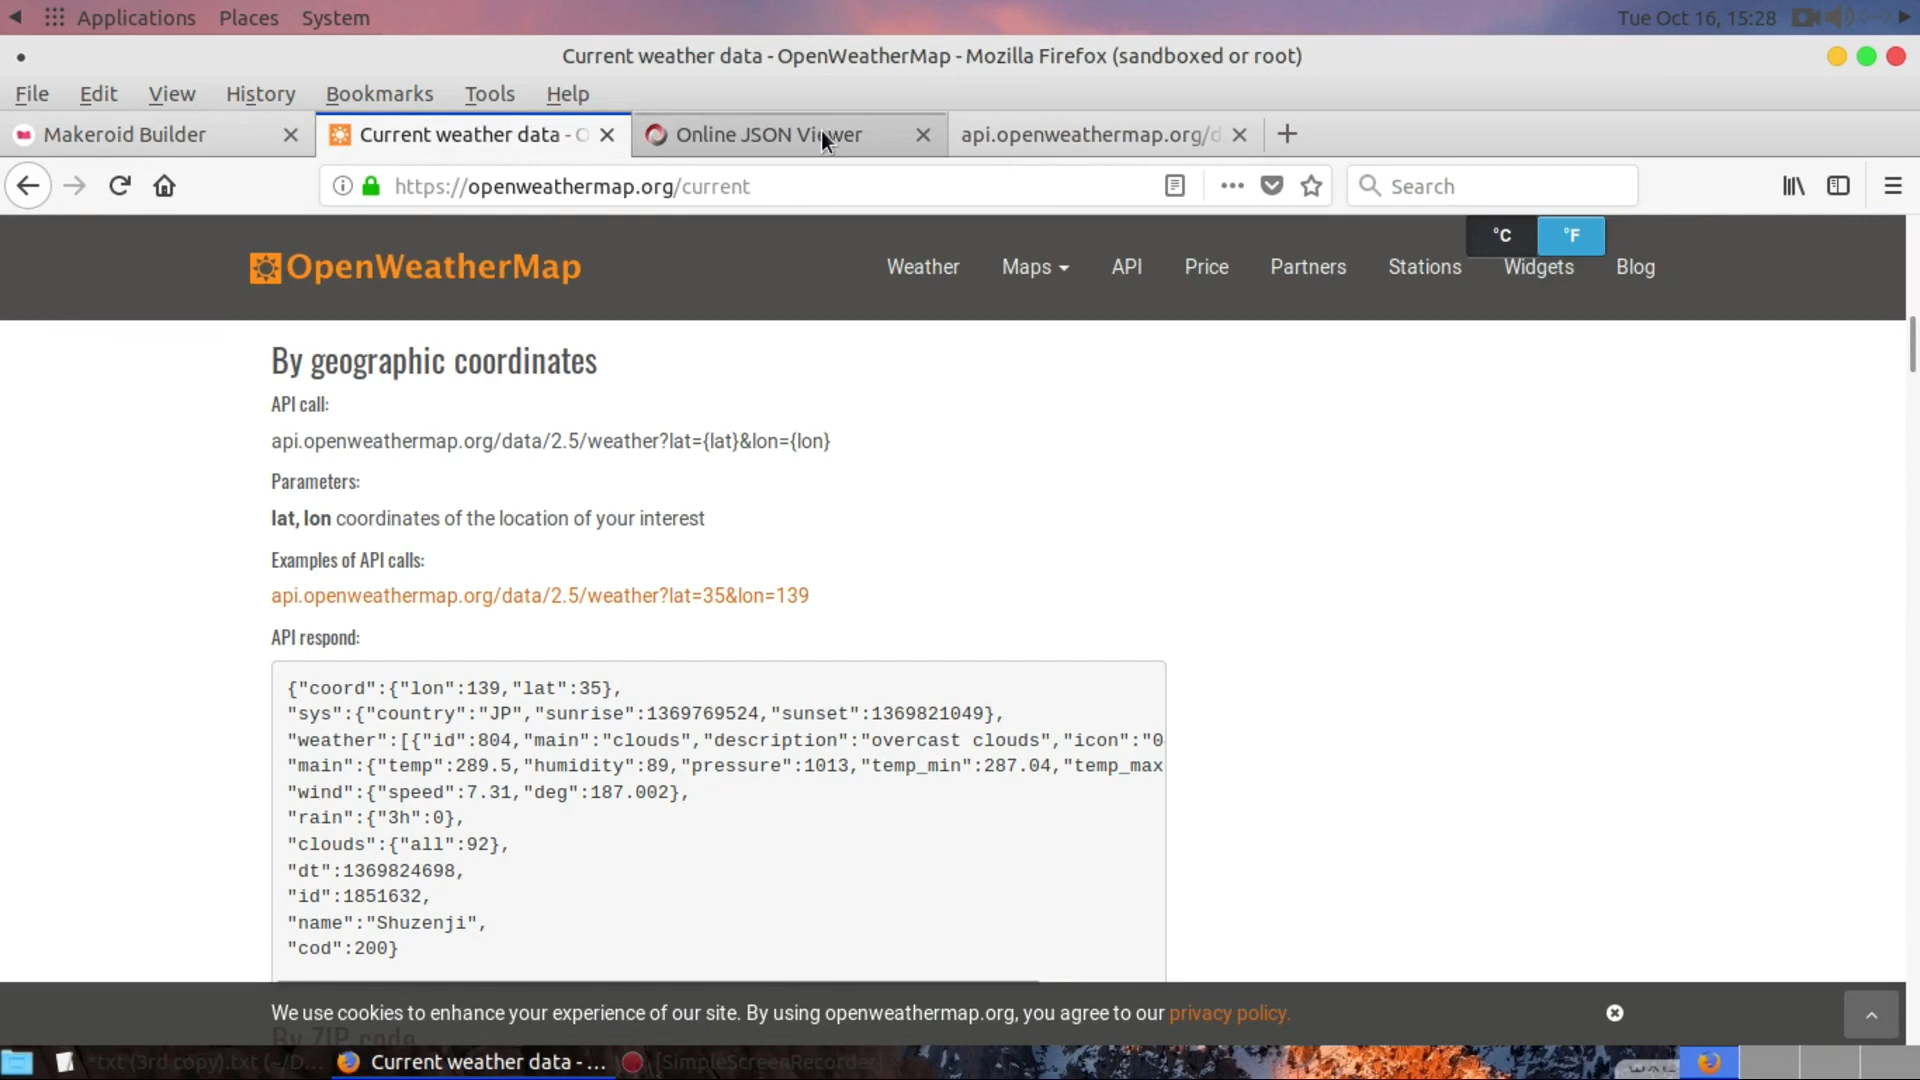 Applications Places System Tue Oct 16, 15:28
Current weather data - OpenWeatherMap - Mozilla Firefox (sandboxed or root)
File Edit View History Bookmarks Tools Help
Makeroid Builder Current weather data - O Online JSON Viewer api.openweathermap.org/d
https://openweathermap.org/current Search
°C °F
OpenWeatherMap Weather Maps API Price Partners Stations Widgets Blog
By geographic coordinates
API call:
api.openweathermap.org/data/2.5/weather?lat={lat}&lon={lon}
Parameters:
lat, lon coordinates of the location of your interest
Examples of API calls:
api.openweathermap.org/data/2.5/weather?lat=35&lon=139
API respond:
{"coord":{"lon":139,"lat":35},
"sys":{"country":"JP","sunrise":1369769524,"sunset":1369821049},
"weather":[{"id":804,"main":"clouds","description":"overcast clouds","icon":"0
"main":{"temp":289.5,"humidity":89,"pressure":1013,"temp_min":287.04,"temp_max
"wind":{"speed":7.31,"deg":187.002},
"rain":{"3h":0},
"clouds":{"all":92},
"dt":1369824698,
"id":1851632,
"name":"Shuzenji",
"cod":200}
We use cookies to enhance your experience of our site. By using openweathermap.org, you agree to our privacy policy.
By ZIP code
*txt (3rd copy).txt (~/D... Current weather data -... [SimpleScreenRecorder]